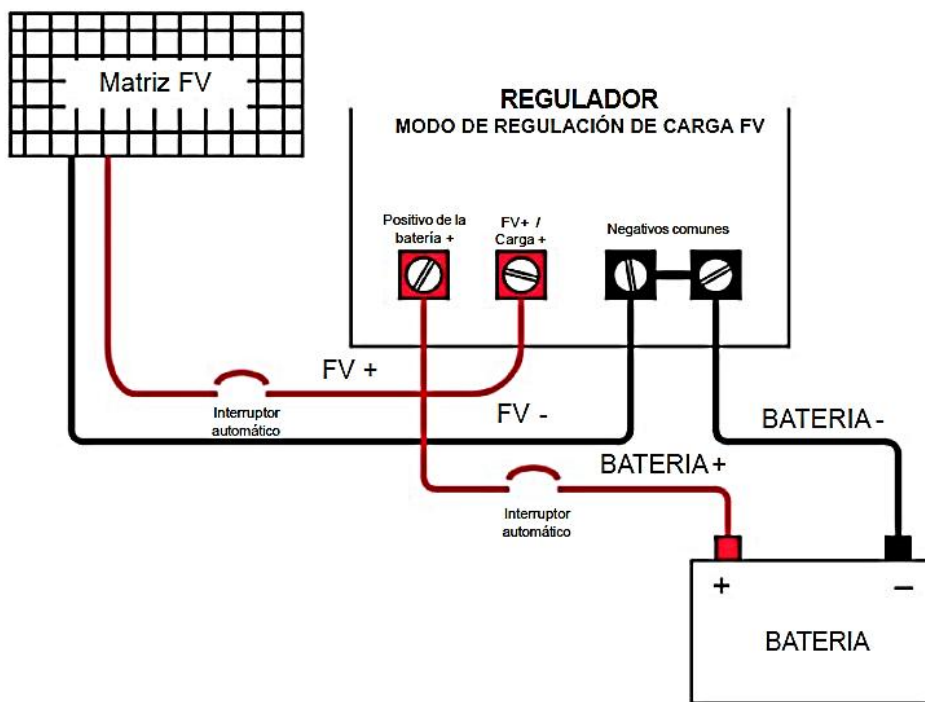 Matriz FV
REGULADOR
MODO DE REGULACIÓN DE CARGA FV
Positivo de la
batería +
FV+ /
Carga +
Negativos comunes
FV +
Interruptor
automático
FV -
BATERIA -
BATERIA +
Interruptor
automático
+
–
BATERIA